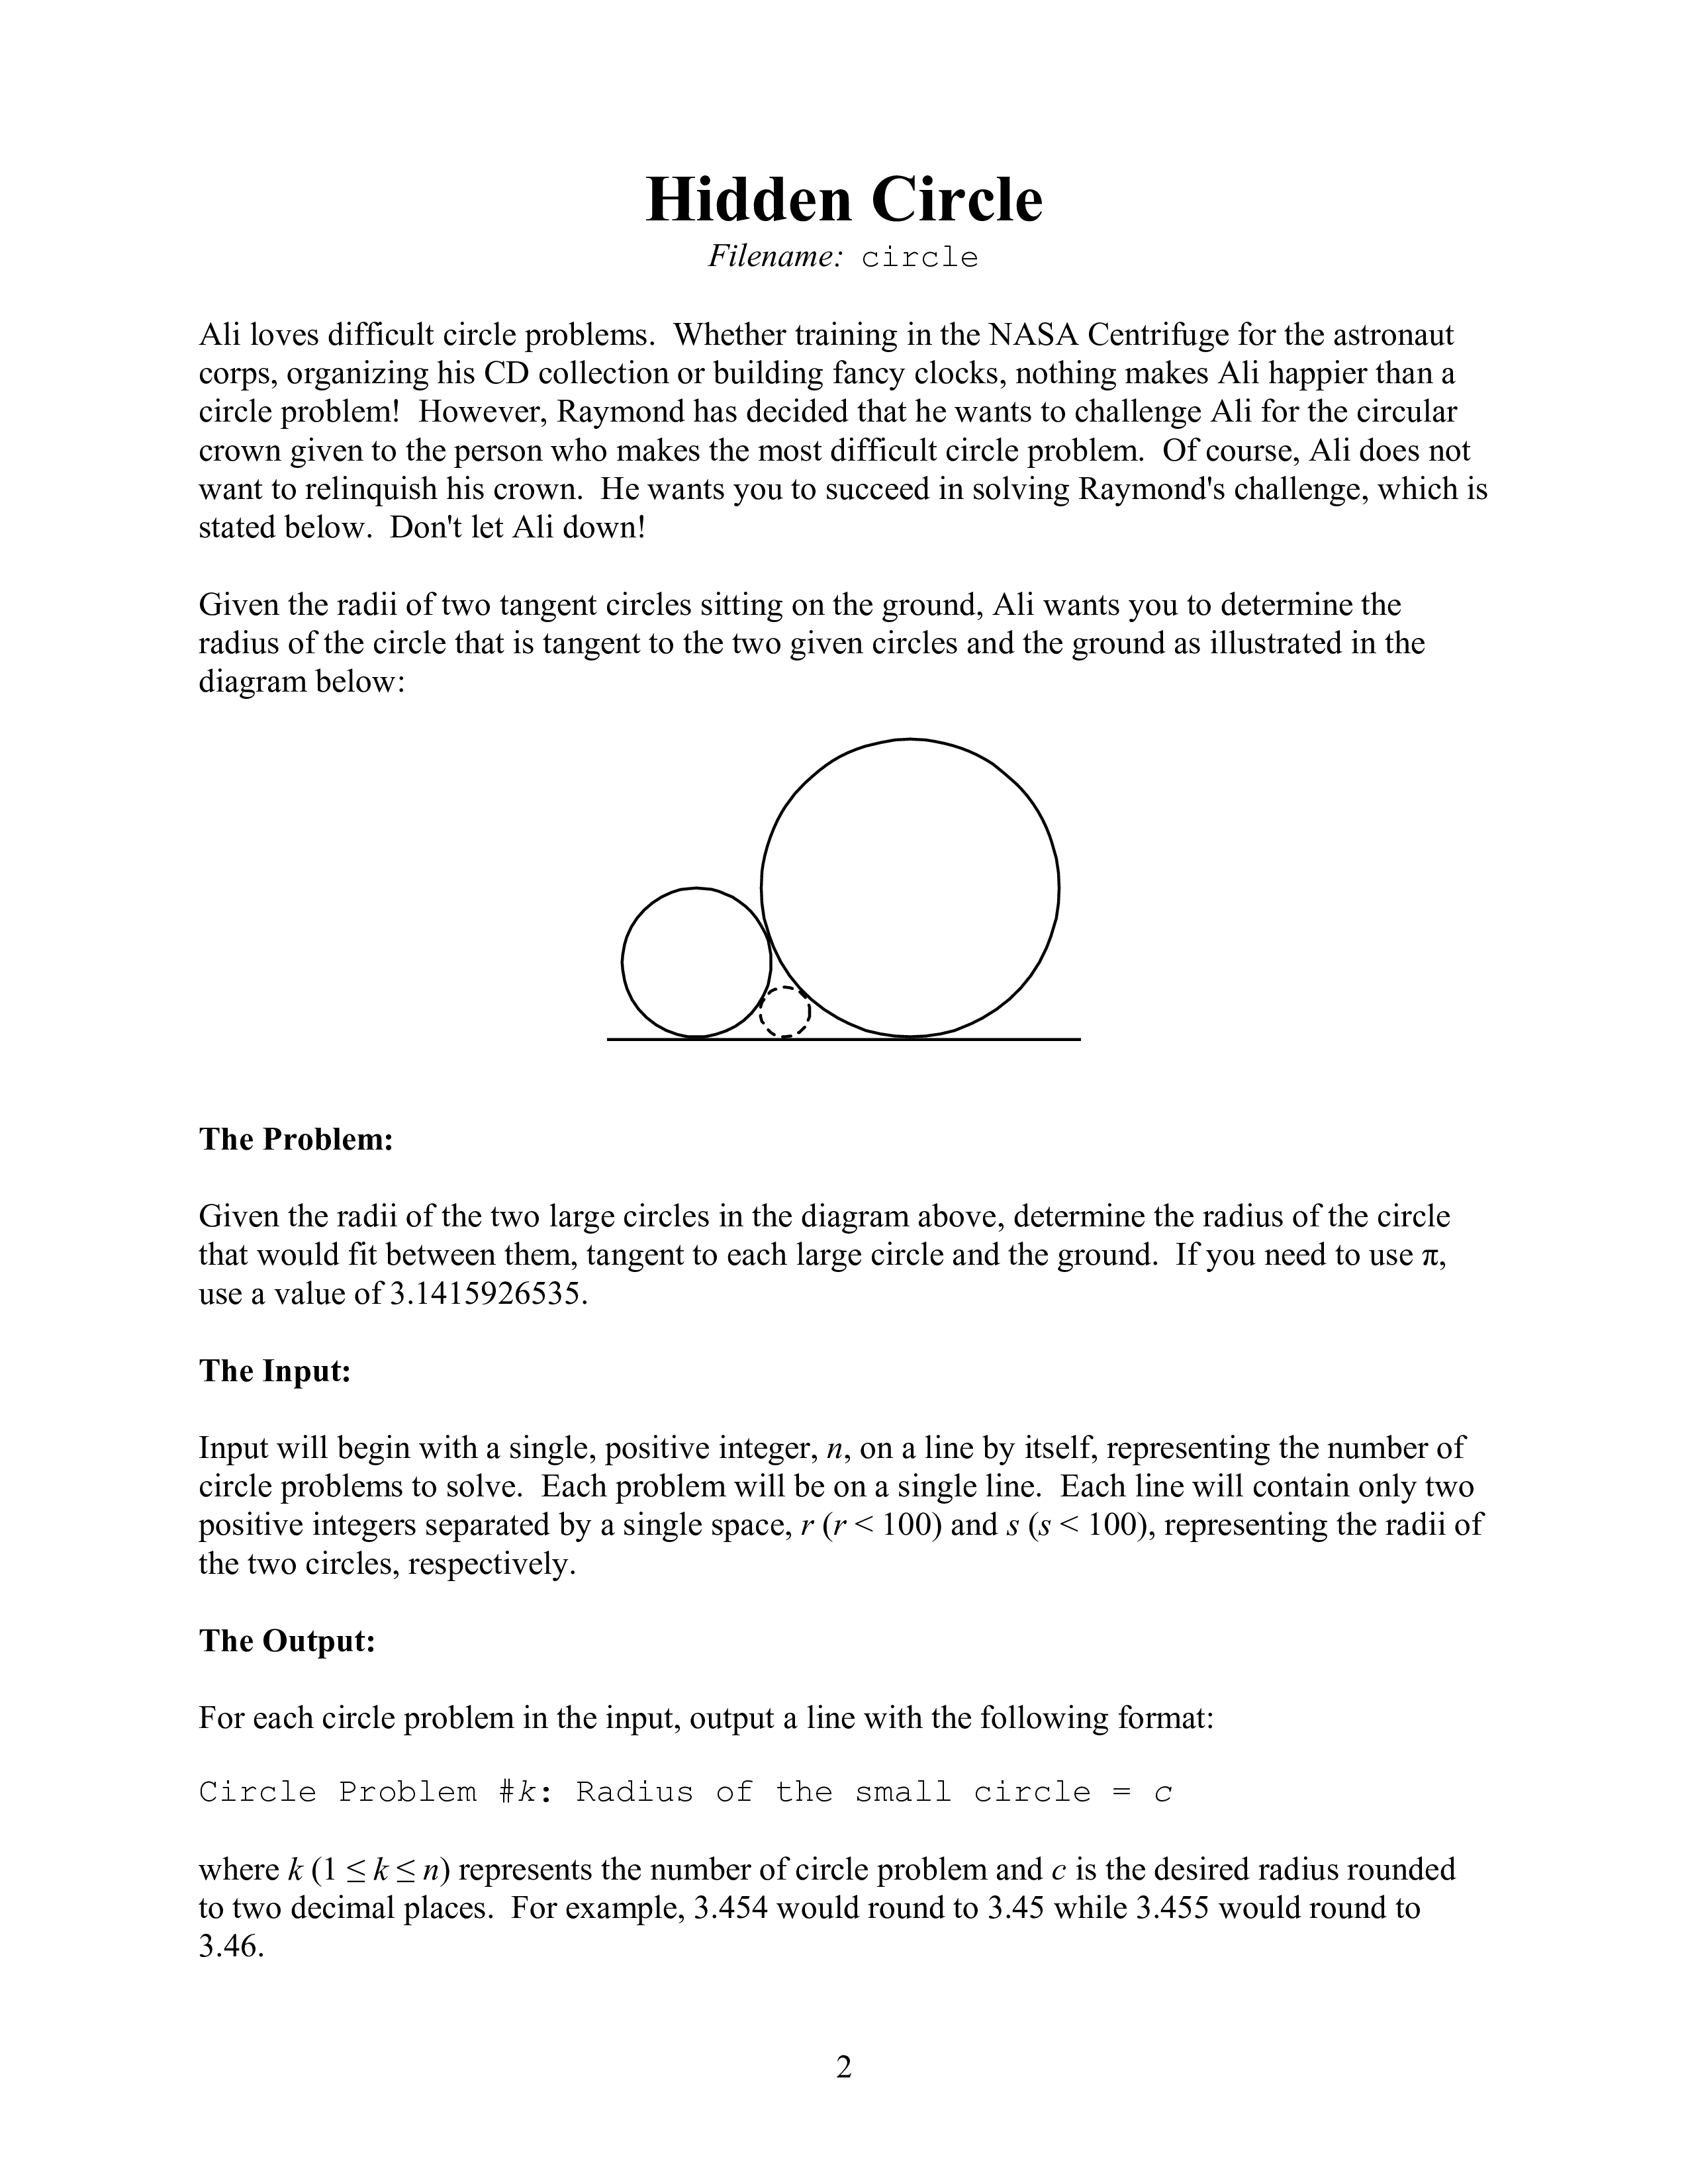 Hidden Circle
Filename: circle
Ali loves difficult circle problems. Whether training in the NASA Centrifuge for the astronaut
corps, organizing his CD collection or building fancy clocks, nothing makes Ali happier than a
circle problem! However, Raymond has decided that he wants to challenge Ali for the circular
crown given to the person who makes the most difficult circle problem. Of course, Ali does not
want to relinquish his crown. He wants you to succeed in solving Raymond's challenge, which is
stated below. Don't let Ali down!
Given the radii of two tangent circles sitting on the ground, Ali wants you to determine the
radius of the circle that is tangent to the two given circles and the ground as illustrated in the
diagram below:
The Problem:
Given the radii of the two large circles in the diagram above, determine the radius of the circle
that would fit between them, tangent to each large circle and the ground. If you need to use π,
use a value of 3.1415926535.
The Input:
Input will begin with a single, positive integer, n, on a line by itself, representing the number of
circle problems to solve. Each problem will be on a single line. Each line will contain only two
positive integers separated by a single space, r (r < 100) and s (s < 100), representing the radii of
the two circles, respectively.
The Output:
For each circle problem in the input, output a line with the following format:
Circle Problem #k: Radius of the small circle = c
where k (1 ≤ k ≤ n) represents the number of circle problem and c is the desired radius rounded
to two decimal places. For example, 3.454 would round to 3.45 while 3.455 would round to
3.46.
2